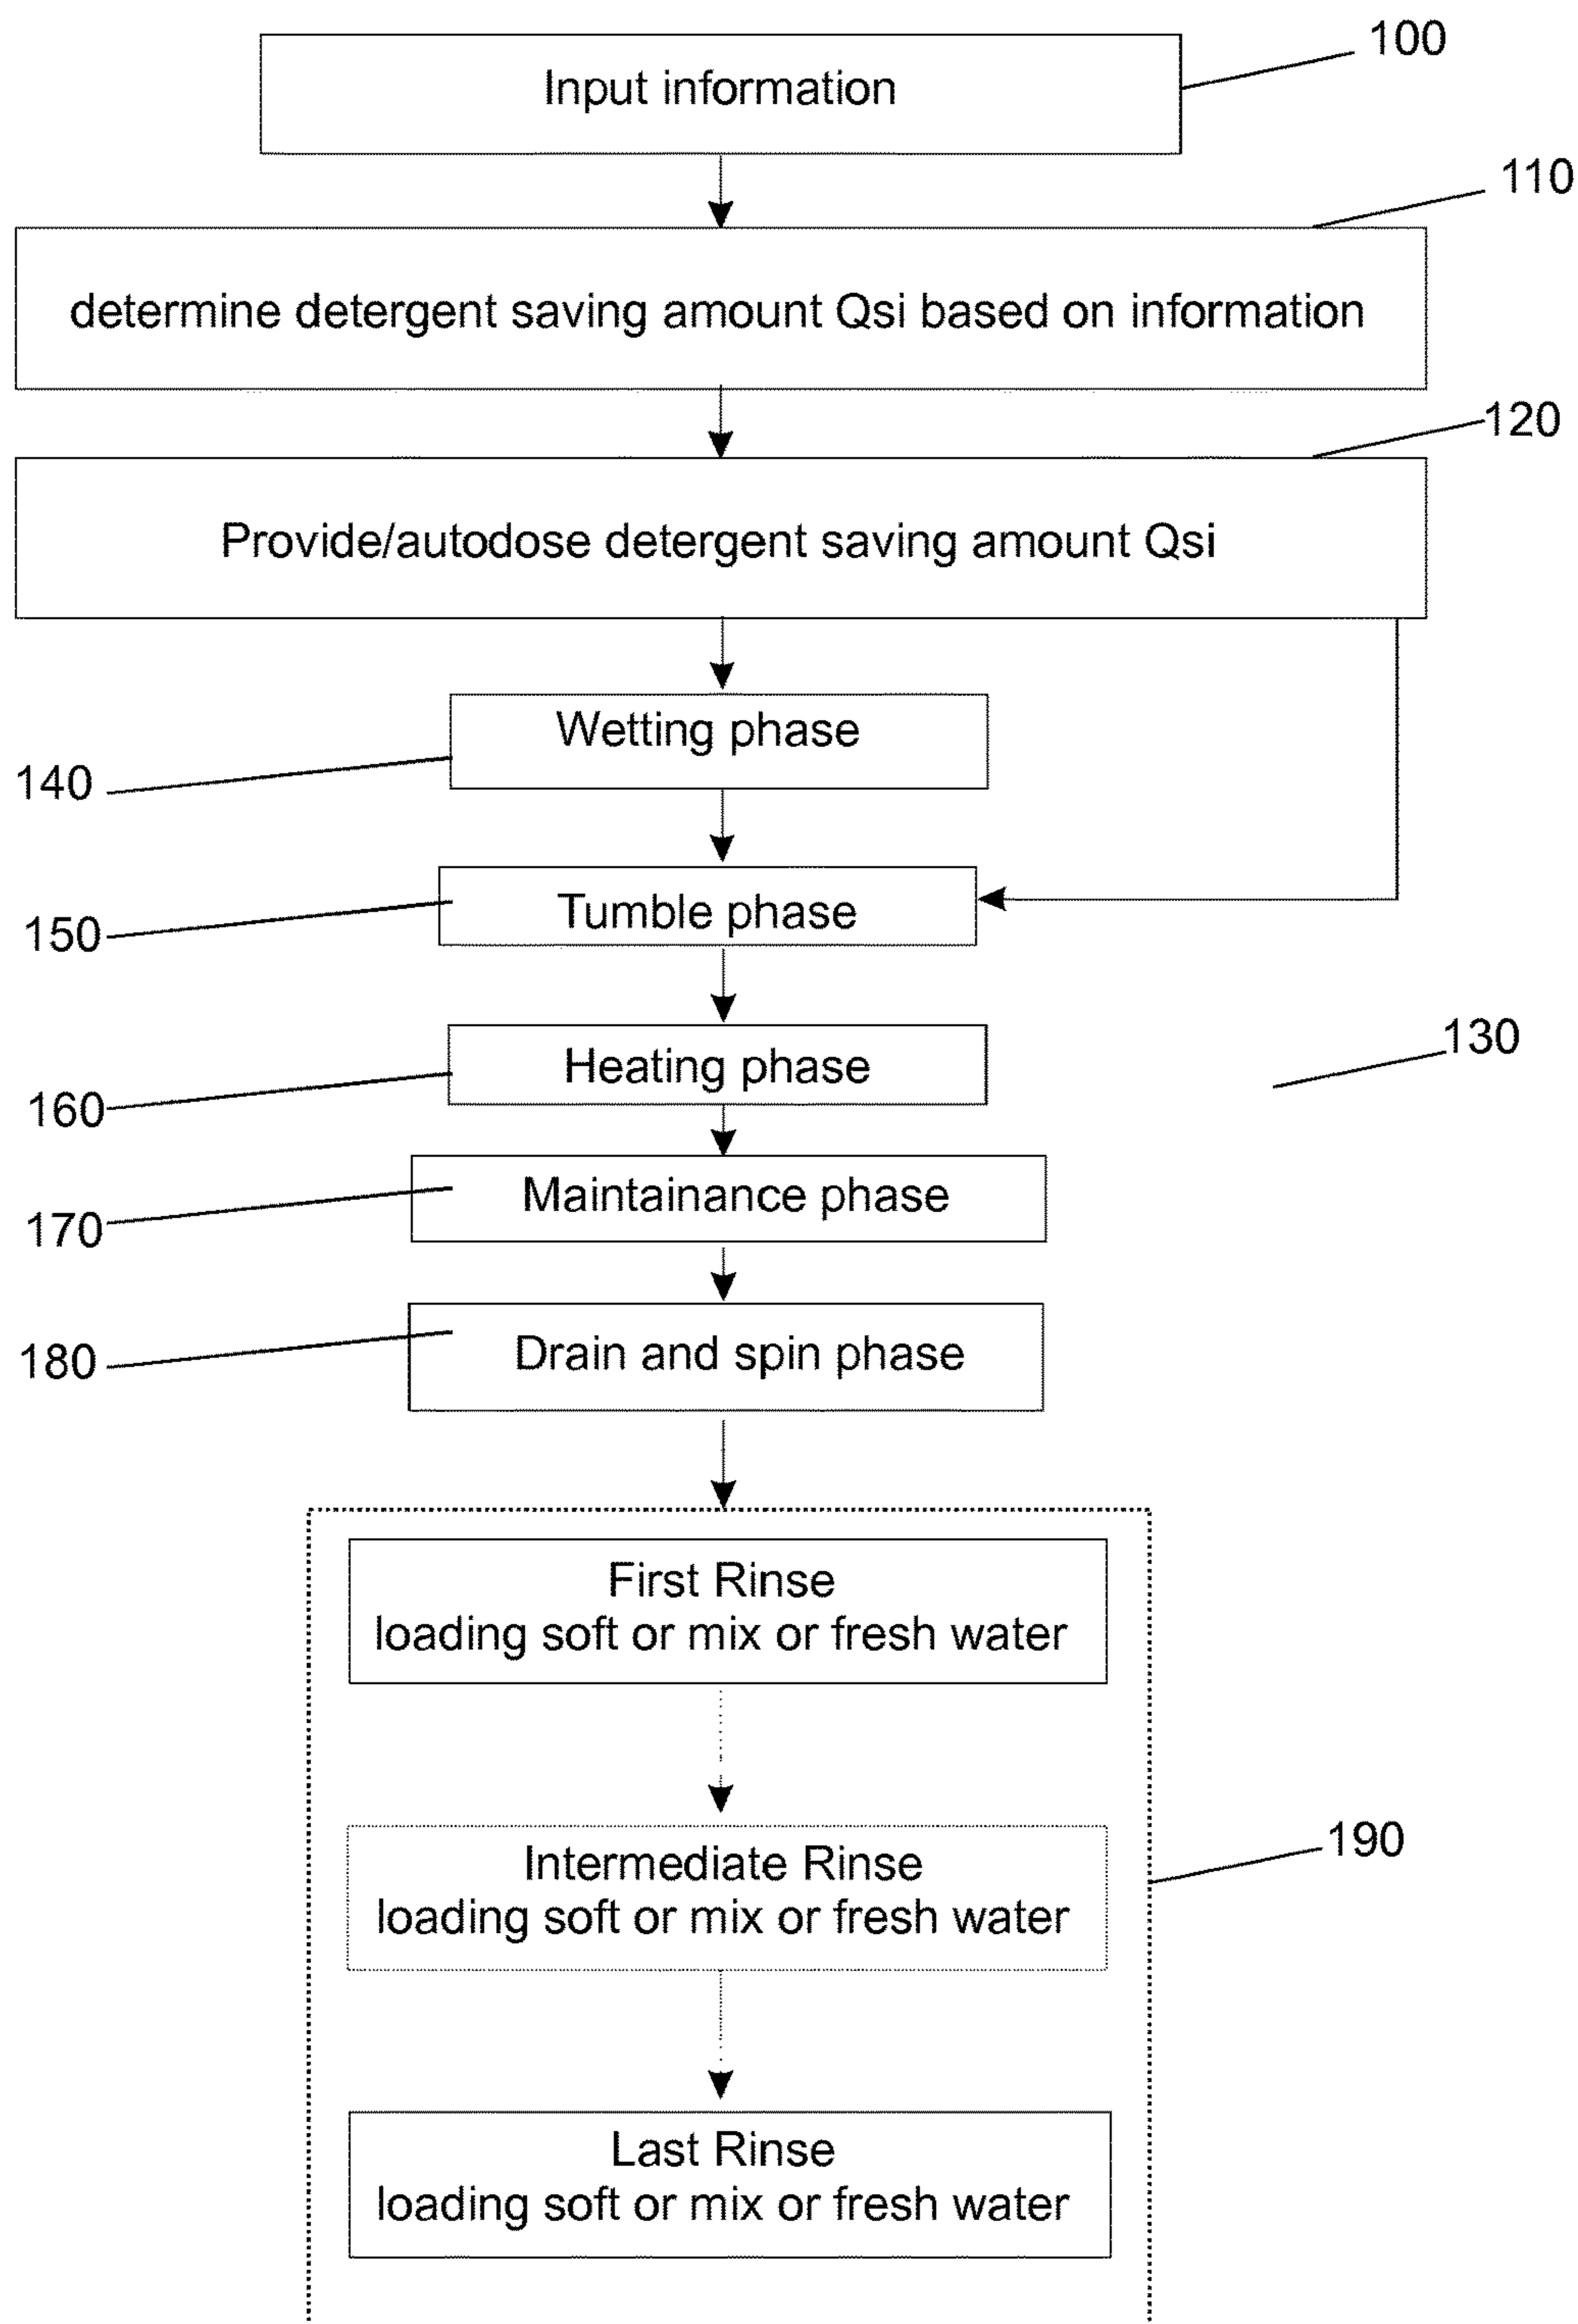 100
Input information
110
determine detergent saving amount Qsi based on information
120
Provide/autodose detergent saving amount Qsi
Wetting phase
140
Tumble phase
150
130
Heating phase
160
Maintainance phase
170
Drain and spin phase
180
First Rinse
loading soft or mix or fresh water
190
Intermediate Rinse
loading soft or mix or fresh water
Last Rinse
loading soft or mix or fresh water